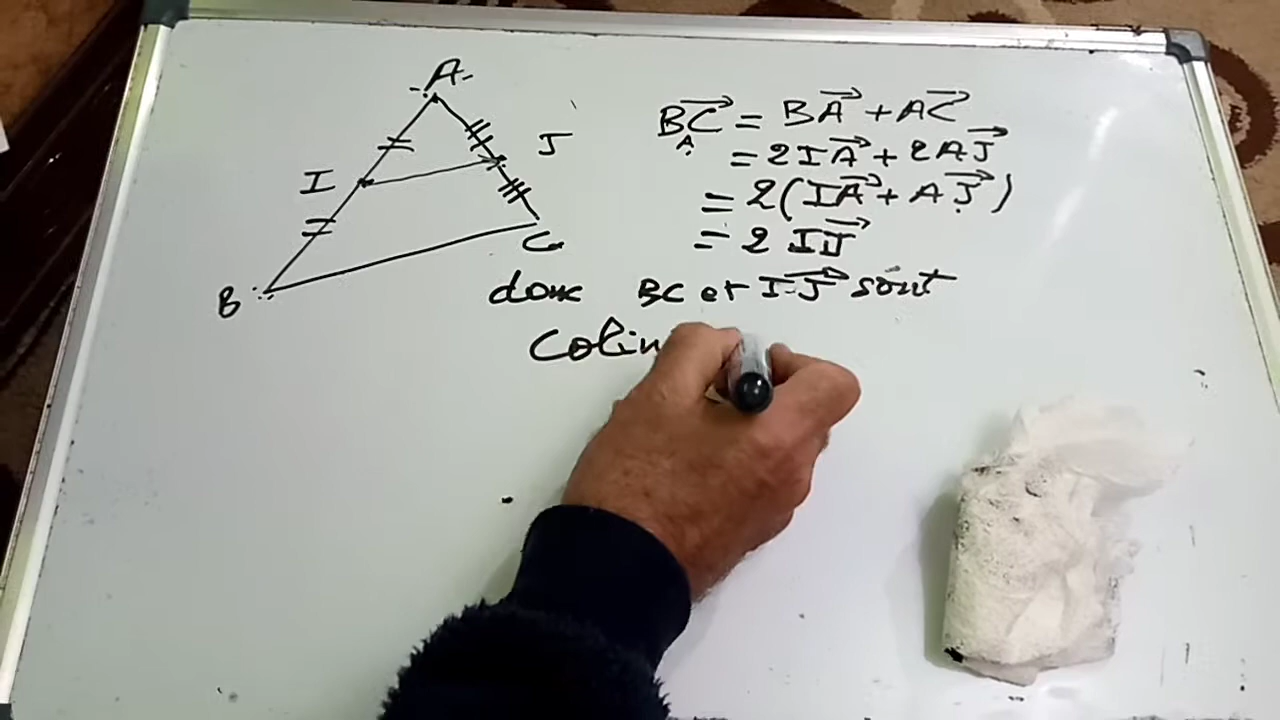 A
I
J
B
C
BC = BA + AC
= 2IA + 2AJ
= 2(IA + AJ)
= 2 IJ
donc BC et IJ sont
Colin